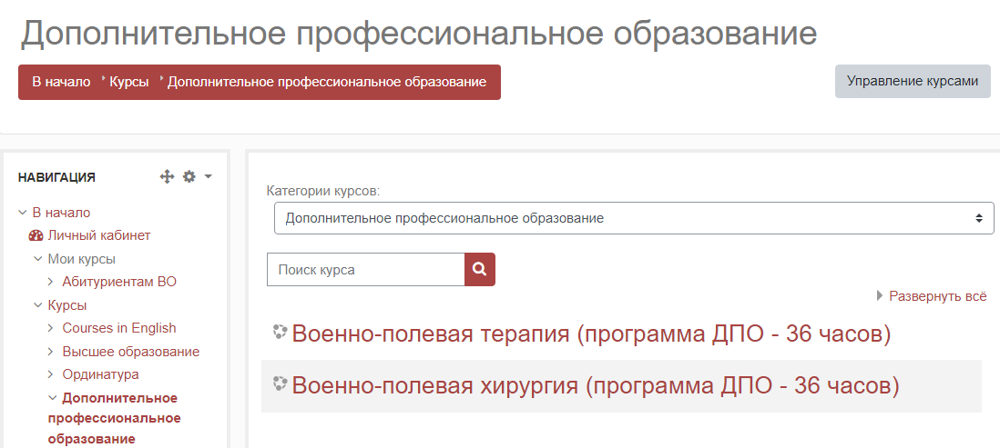 Дополнительное профессиональное образование
В начало Курсы Дополнительное профессиональное образование
Управление курсами
НАВИГАЦИЯ
В начало
Личный кабинет
Мои курсы
Абитуриентам ВО
Курсы
Courses in English
Высшее образование
Ординатура
Дополнительное
профессиональное
образование
Категории курсов:
Дополнительное профессиональное образование
Поиск курса
Развернуть всё
Военно-полевая терапия (программа ДПО - 36 часов)
Военно-полевая хирургия (программа ДПО - 36 часов)